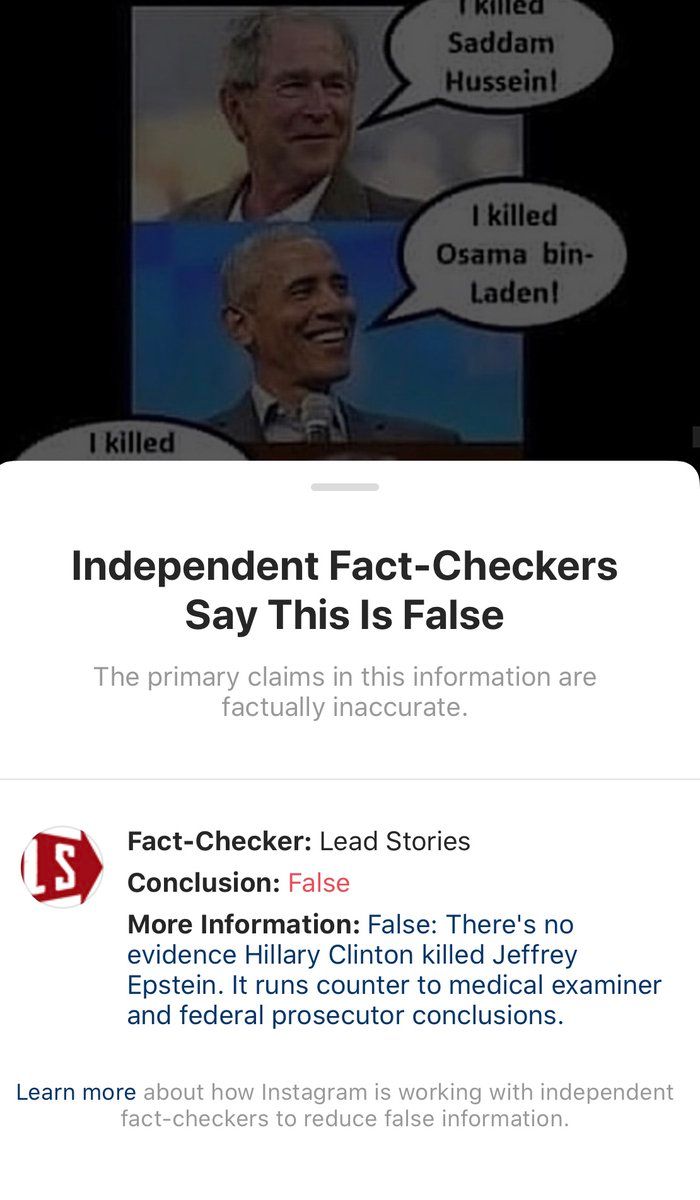 I killed
Saddam
Hussein!
I killed
Osama bin-
Laden!
I killed
Independent Fact-Checkers
Say This Is False
The primary claims in this information are
factually inaccurate.
LS
Fact-Checker: Lead Stories
Conclusion: False
More Information: False: There's no
evidence Hillary Clinton killed Jeffrey
Epstein. It runs counter to medical examiner
and federal prosecutor conclusions.
Learn more about how Instagram is working with independent
fact-checkers to reduce false information.